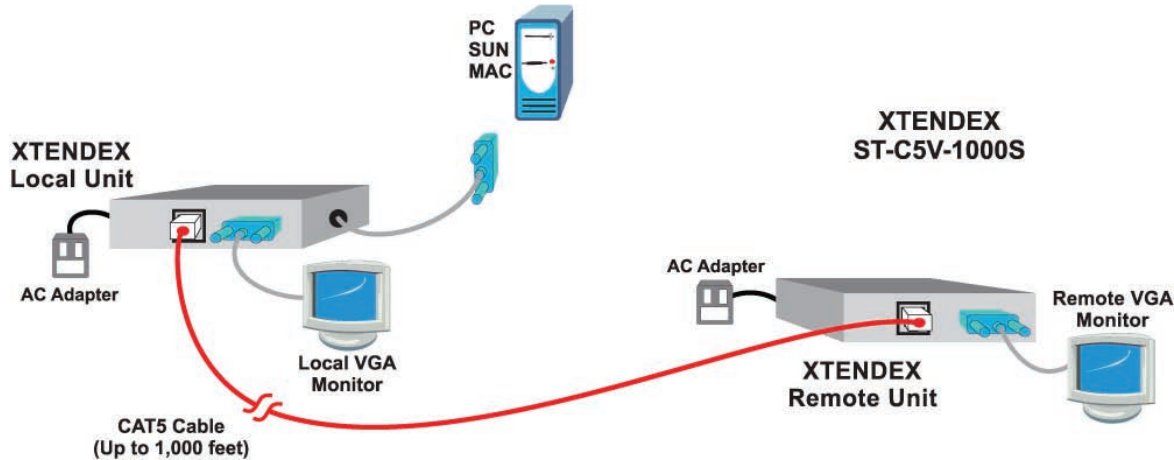 PC
SUN
MAC
XTENDEX
ST-C5V-1000S
XTENDEX
Local Unit
AC Adapter
Local VGA
Monitor
AC Adapter
Remote VGA
Monitor
XTENDEX
Remote Unit
CAT5 Cable
(Up to 1,000 feet)